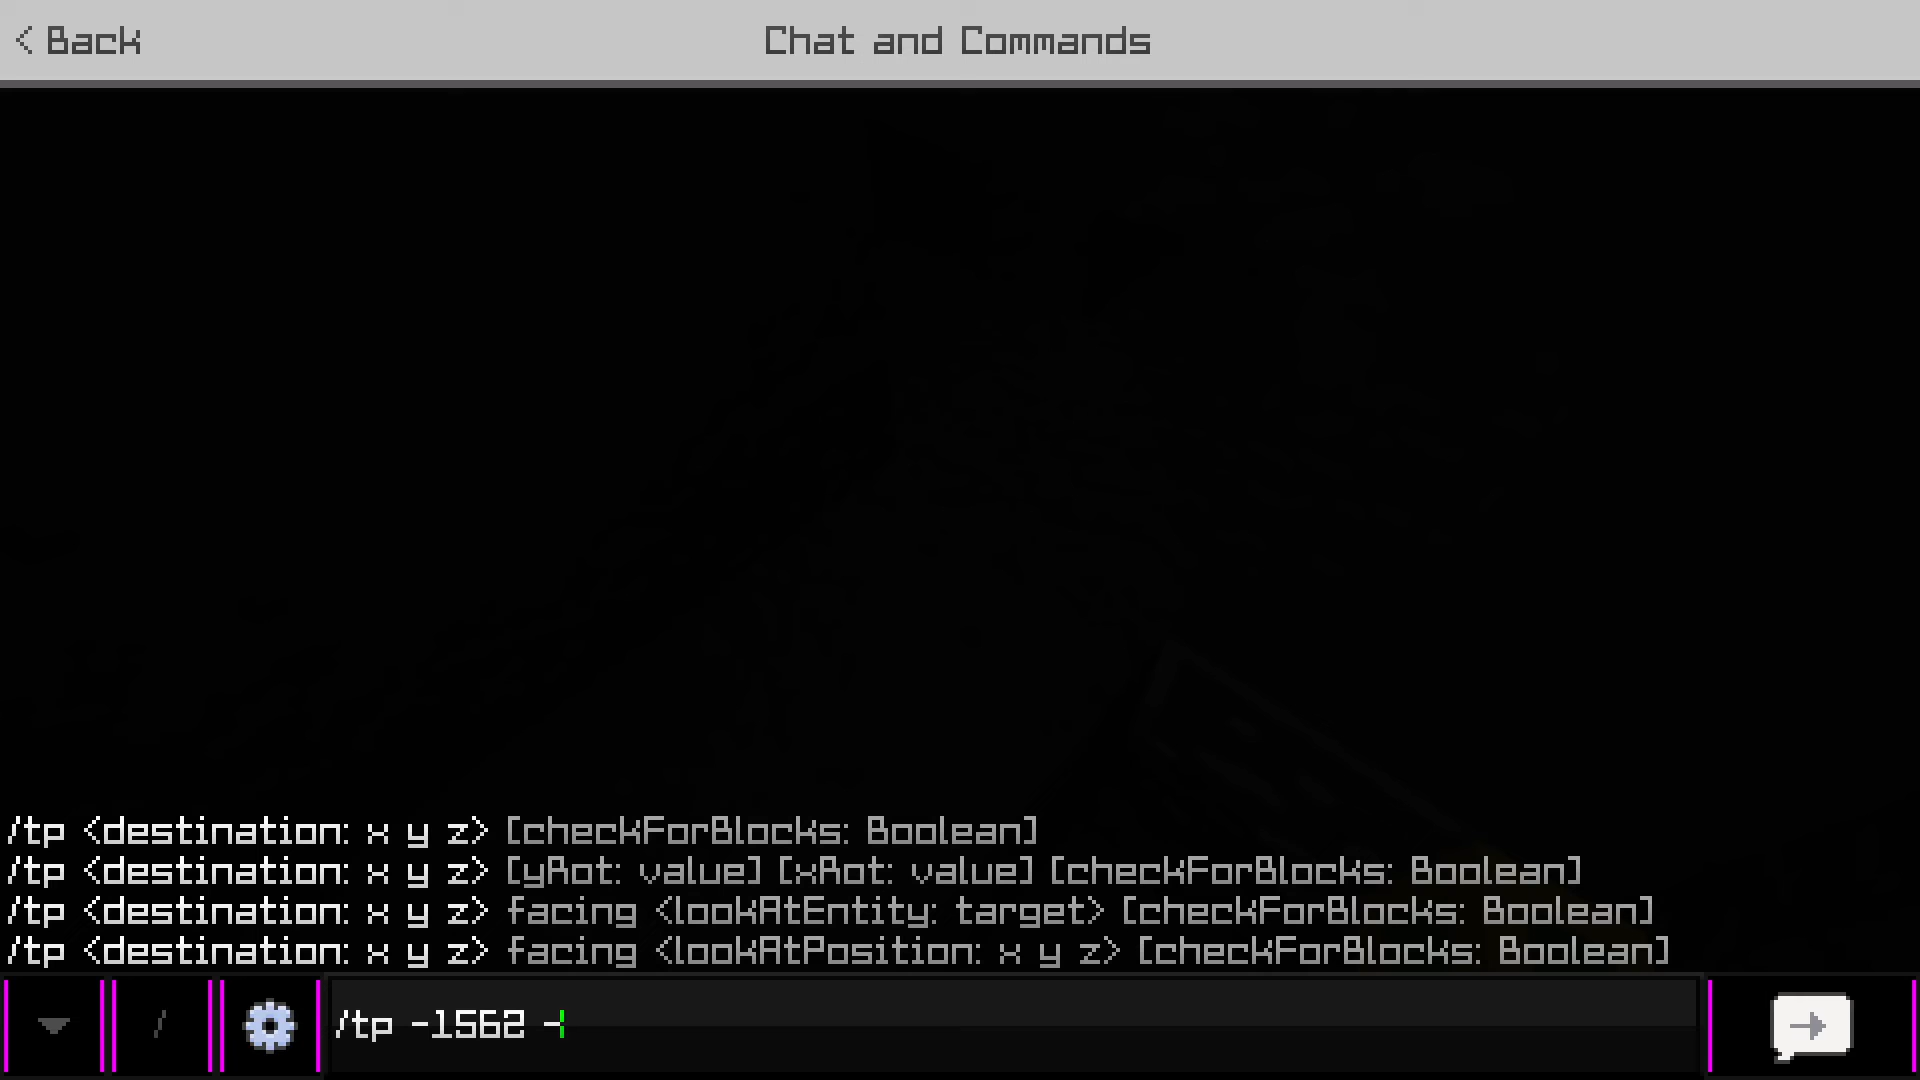 < Back
Chat and Commands
/tp <destination: x y z> [checkForBlocks: Boolean]
/tp <destination: x y z> [yRot: value] [xRot: value] [checkForBlocks: Boolean]
/tp <destination: x y z> facing <lookAtEntity: target> [checkForBlocks: Boolean]
/tp <destination: x y z> facing <lookAtPosition: x y z> [checkForBlocks: Boolean]
/
/tp -1562 -